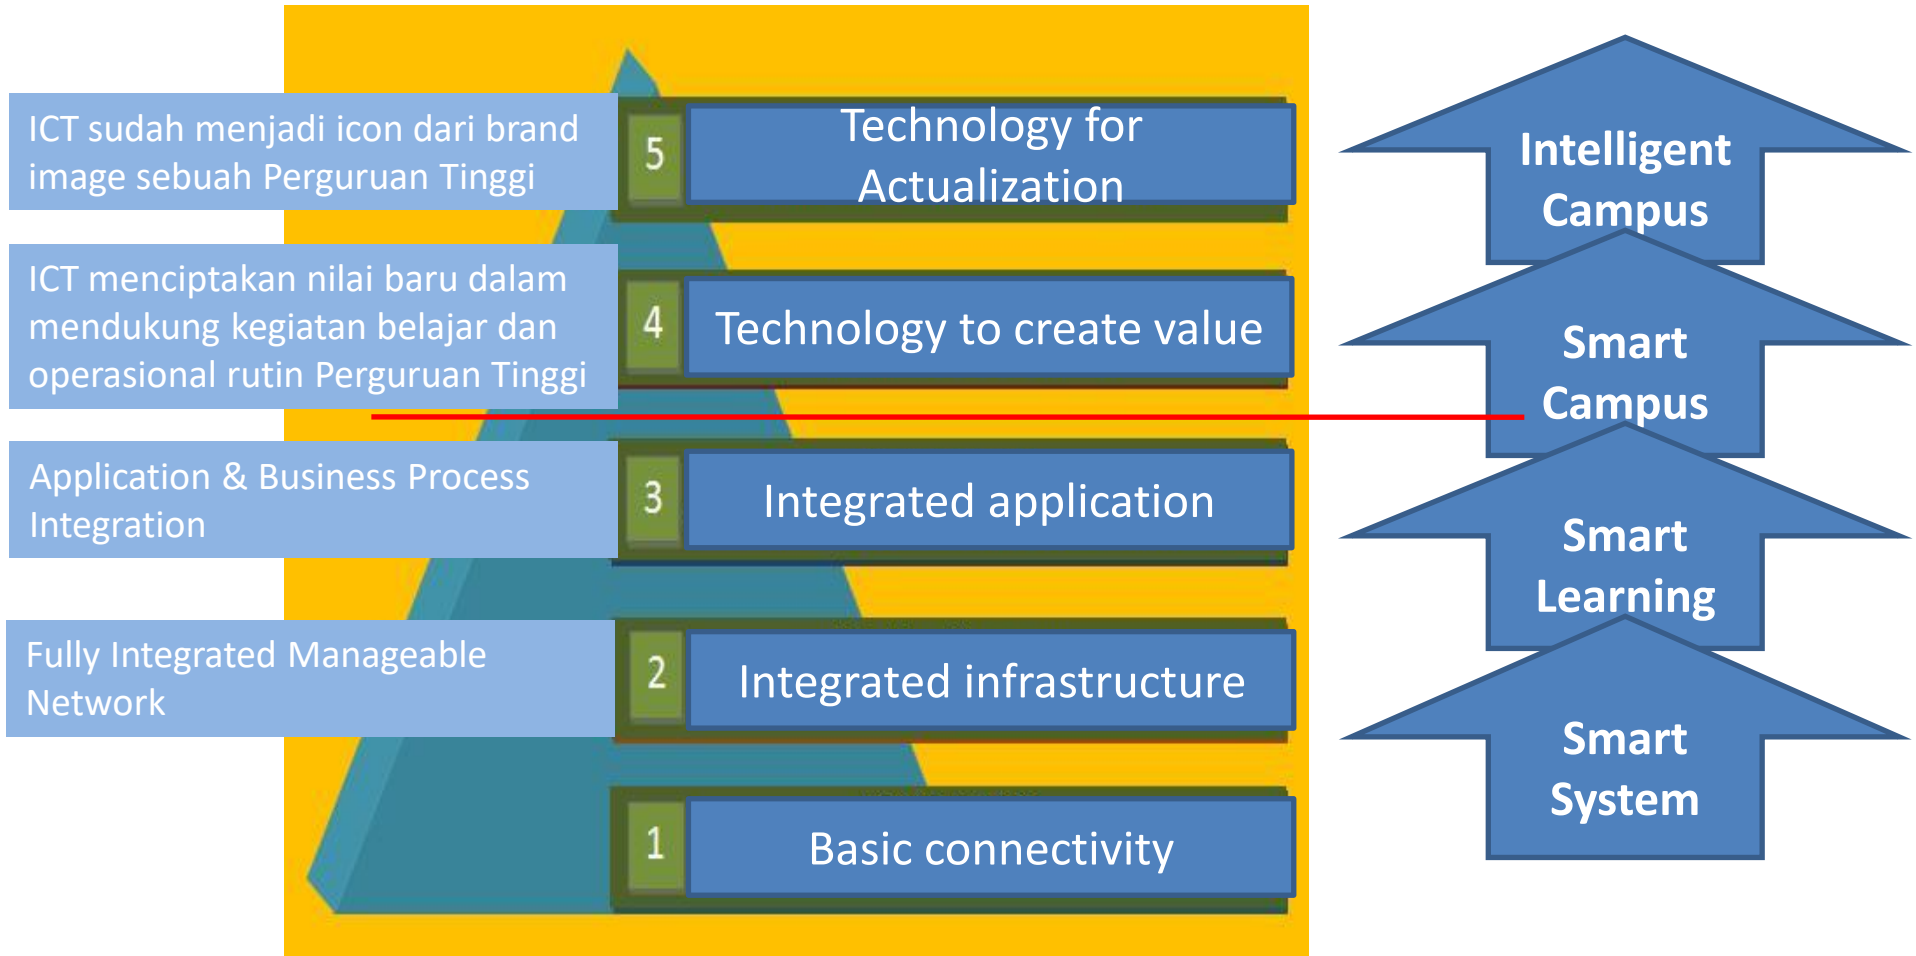 ICT sudah menjadi icon dari brand
image sebuah Perguruan Tinggi
5
Technology for
Actualization
Intelligent
Campus
ICT menciptakan nilai baru dalam
mendukung kegiatan belajar dan
operasional rutin Perguruan Tinggi
4
Technology to create value
Smart
Campus
Application & Business Process
Integration
3
Integrated application
Smart
Learning
Fully Integrated Manageable
Network
2
Integrated infrastructure
Smart
System
1
Basic connectivity